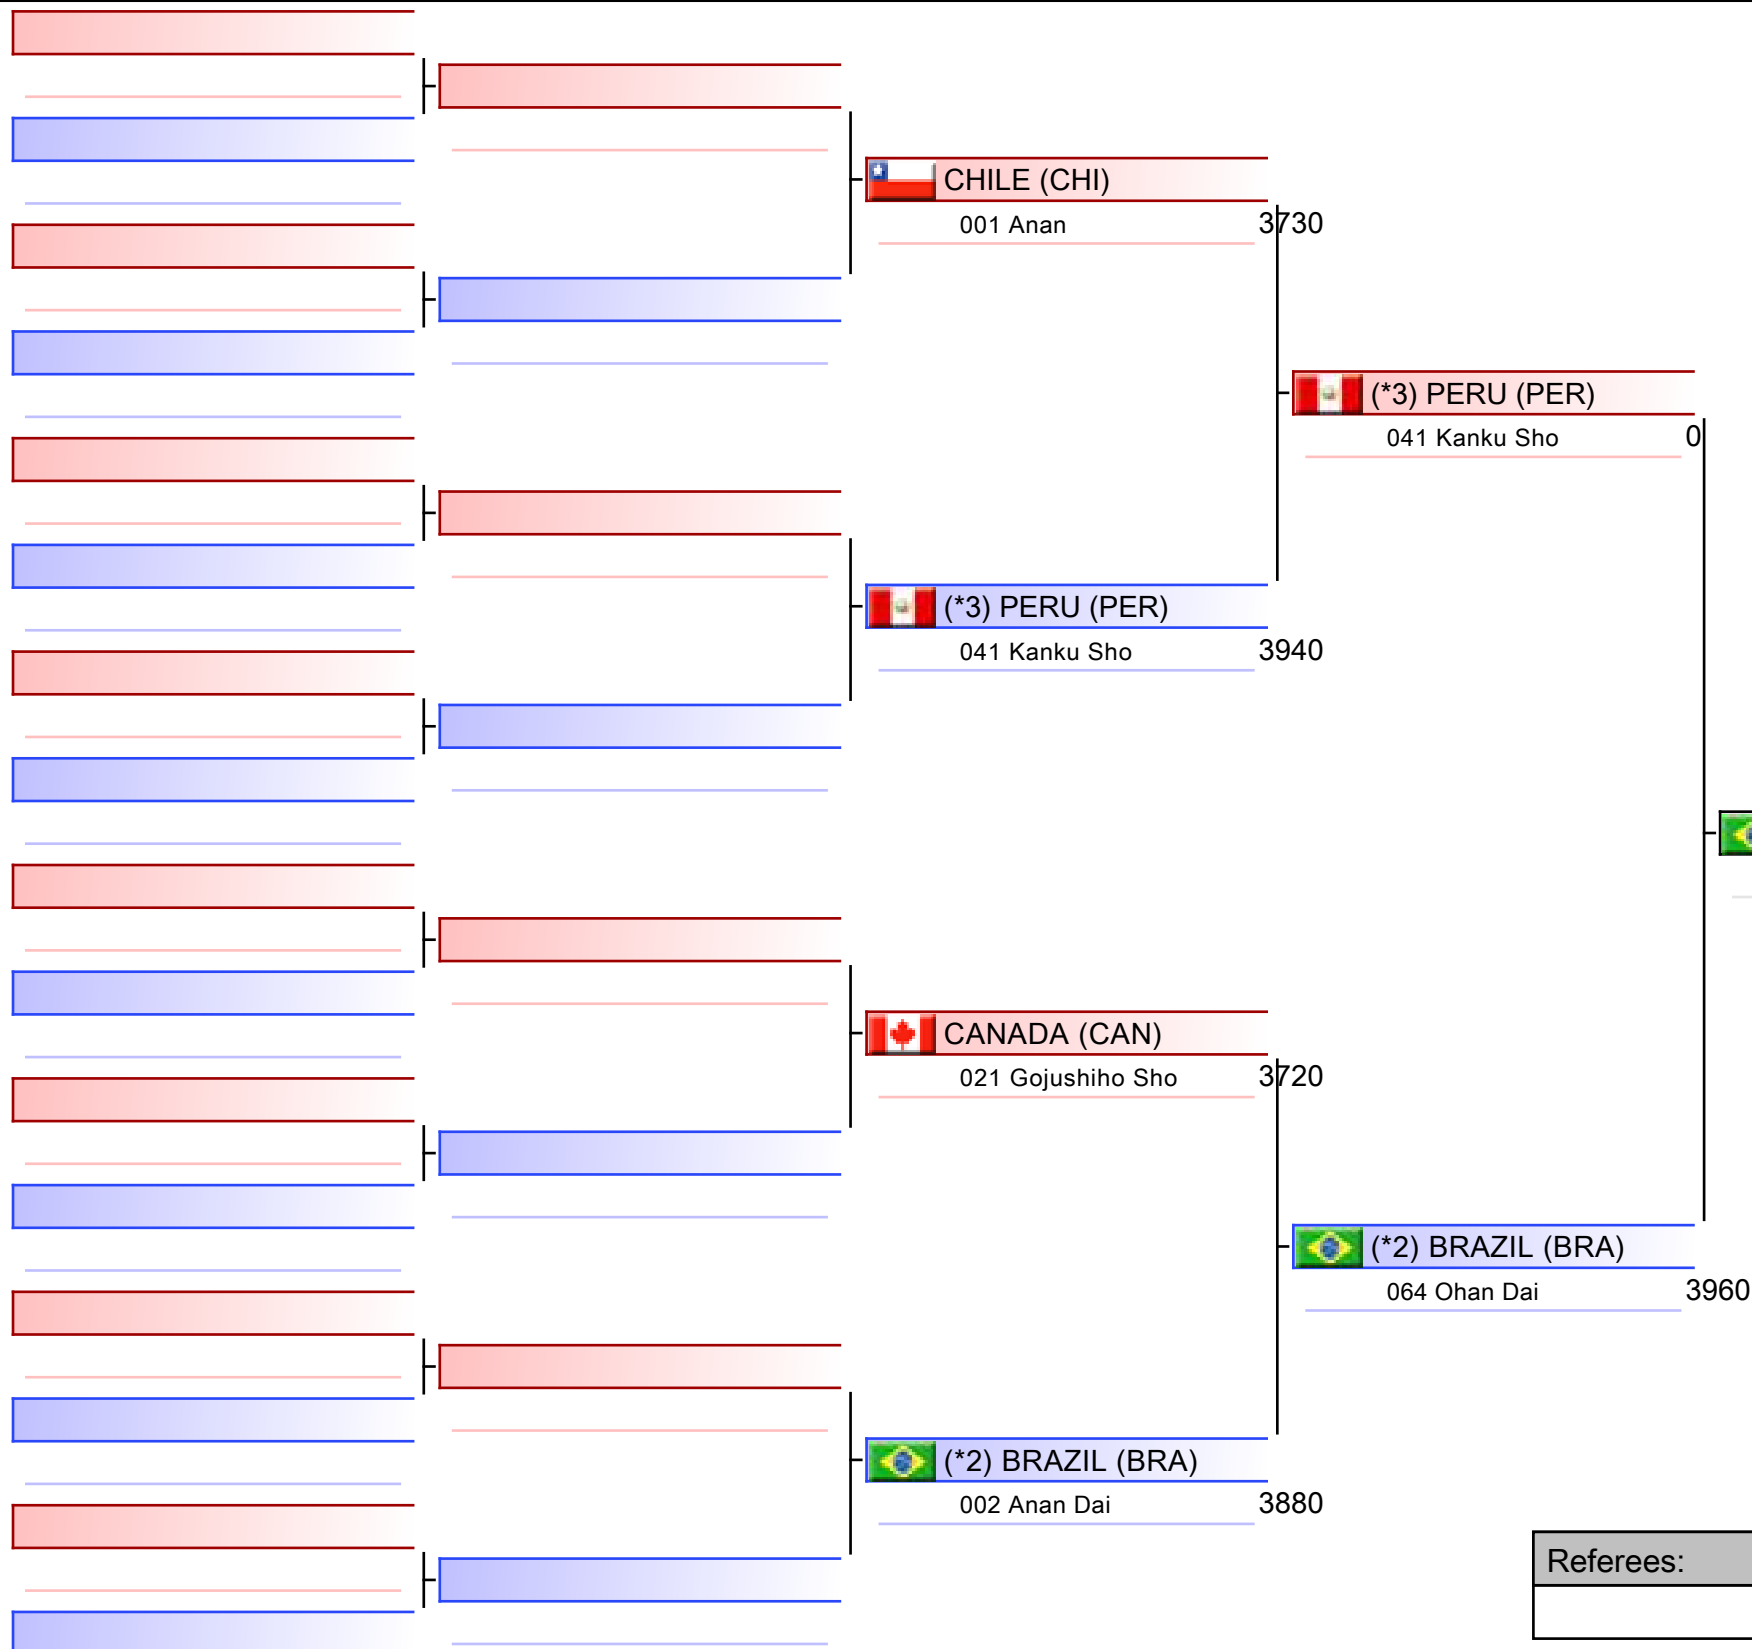 CHILE (CHI)
001 Anan 3730
(*3) PERU (PER)
041 Kanku Sho 0
(*3) PERU (PER)
041 Kanku Sho 3940
CANADA (CAN)
021 Gojushiho Sho 3720
(*2) BRAZIL (BRA)
064 Ohan Dai 3960
(*2) BRAZIL (BRA)
002 Anan Dai 3880
Referees: